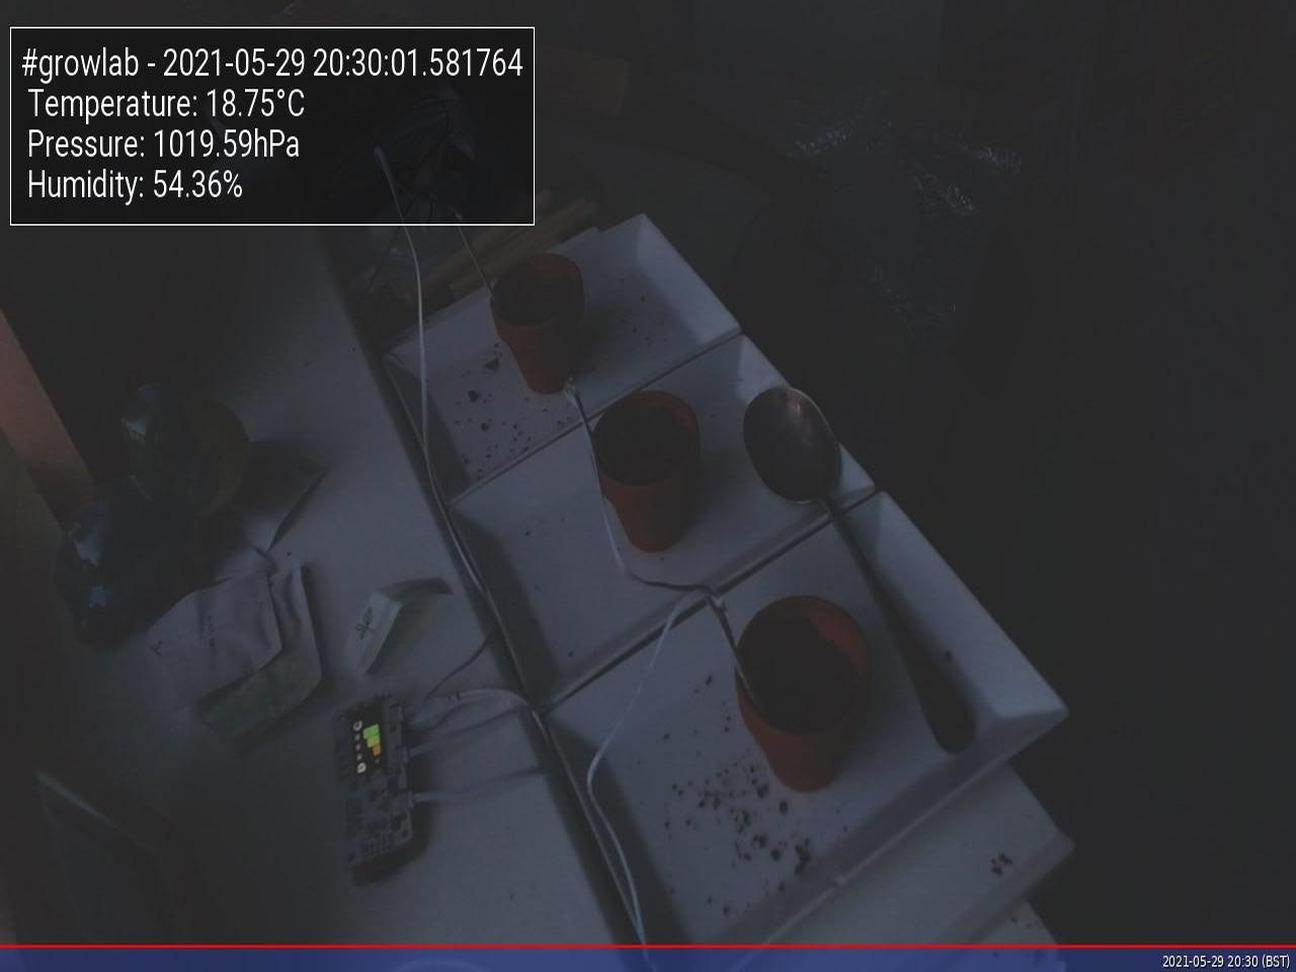 #growlab - 2021-05-29 20:30:01.581764
Temperature: 18.75°C
Pressure: 1019.59hPa
Humidity: 54.36%
2021-05-29 20:30 (BST)